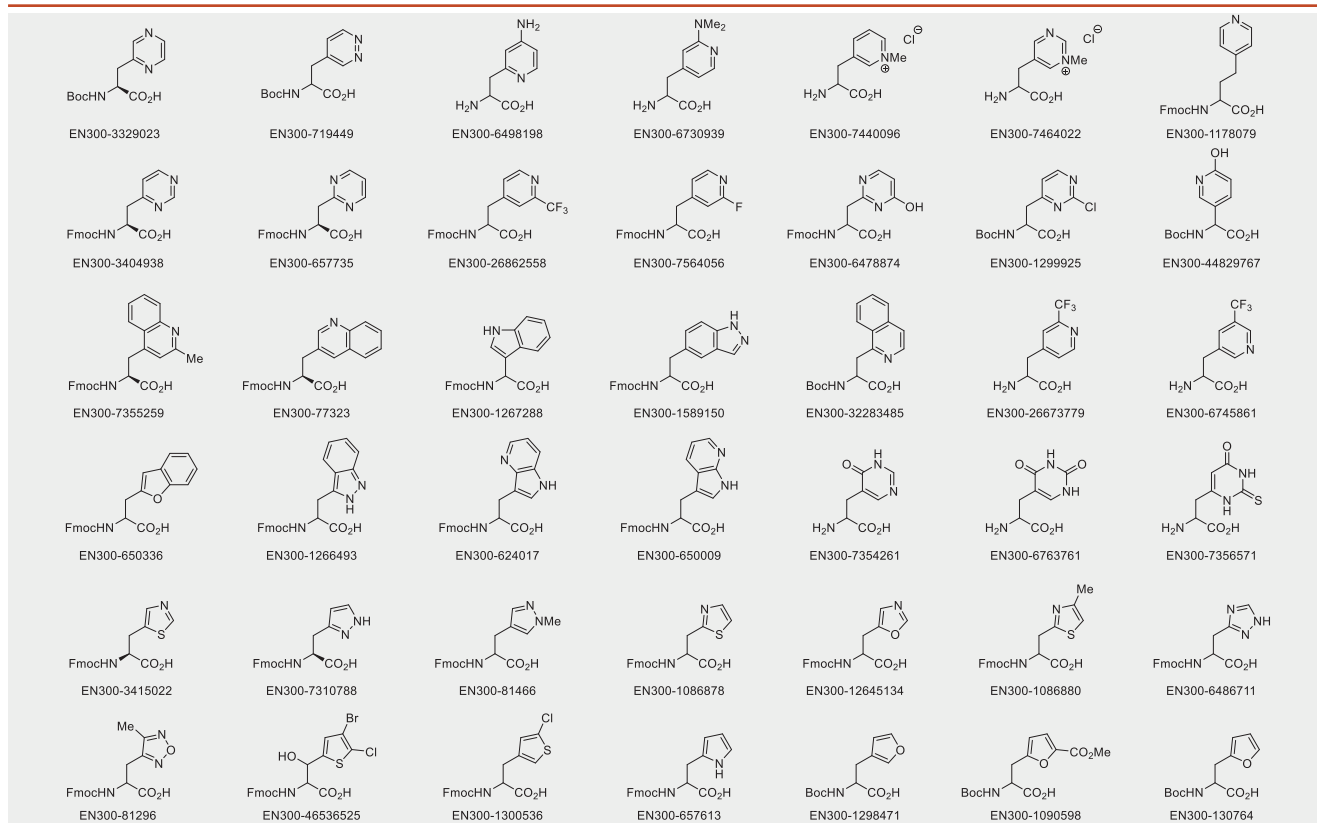 N N BocHN CO2H
N N BocHN CO2H
NH2 N H2N CO2H
NMe2 N H2N CO2H
Cl⊖ NMe ⊕ H2N CO2H
N Cl⊖ NMe ⊕ H2N CO2H
N FmocHN CO2H
EN300-3329023 EN300-719449 EN300-6498198 EN300-6730939 EN300-7440096 EN300-7464022 EN300-1178079
N N FmocHN CO2H
N N FmocHN CO2H
N CF3 FmocHN CO2H
N F FmocHN CO2H
N N OH FmocHN CO2H
N N Cl BocHN CO2H
OH N BocHN CO2H
EN300-3404938 EN300-657735 EN300-26862558 EN300-7564056 EN300-6478874 EN300-1299925 EN300-44829767
N Me FmocHN CO2H
N FmocHN CO2H
HN FmocHN CO2H
H N N FmocHN CO2H
N BocHN CO2H
CF3 N H2N CO2H
CF3 N H2N CO2H
EN300-7355259 EN300-77323 EN300-1267288 EN300-1589150 EN300-32283485 EN300-26673779 EN300-6745861
O FmocHN CO2H
N N H FmocHN CO2H
N NH FmocHN CO2H
N NH FmocHN CO2H
H O N N H2N CO2H
H O N O NH H2N CO2H
O NH N S H H2N CO2H
EN300-650336 EN300-1266493 EN300-624017 EN300-650009 EN300-7354261 EN300-6763761 EN300-7356571
N S FmocHN CO2H
NH N FmocHN CO2H
N NMe FmocHN CO2H
N S FmocHN CO2H
N O FmocHN CO2H
Me N S FmocHN CO2H
N NH N FmocHN CO2H
EN300-3415022 EN300-7310788 EN300-81466 EN300-1086878 EN300-12645134 EN300-1086880 EN300-6486711
Me N O N FmocHN CO2H
Br HO Cl S FmocHN CO2H
Cl S FmocHN CO2H
N H FmocHN CO2H
O BocHN CO2H
O CO2Me BocHN CO2H
O BocHN CO2H
EN300-81296 EN300-46536525 EN300-1300536 EN300-657613 EN300-1298471 EN300-1090598 EN300-130764